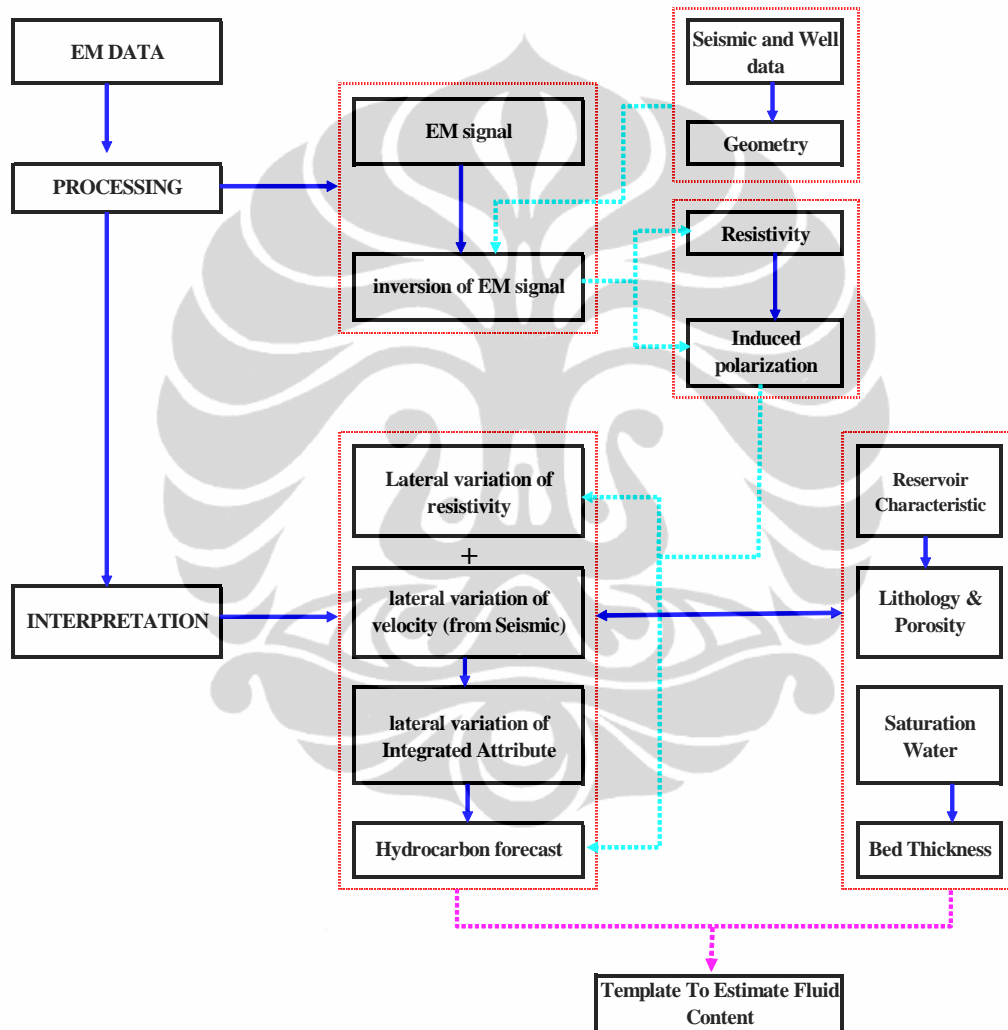 EM DATA
Seismic and Well
data
EM signal
Geometry
PROCESSING
Resistivity
inversion of EM signal
Induced
polarization
Lateral variation of
resistivity
Reservoir
Characteristic
+
lateral variation of
velocity (from Seismic)
Lithology &
Porosity
INTERPRETATION
lateral variation of
Integrated Attribute
Saturation
Water
Hydrocarbon forecast
Bed Thickness
Template To Estimate Fluid
Content